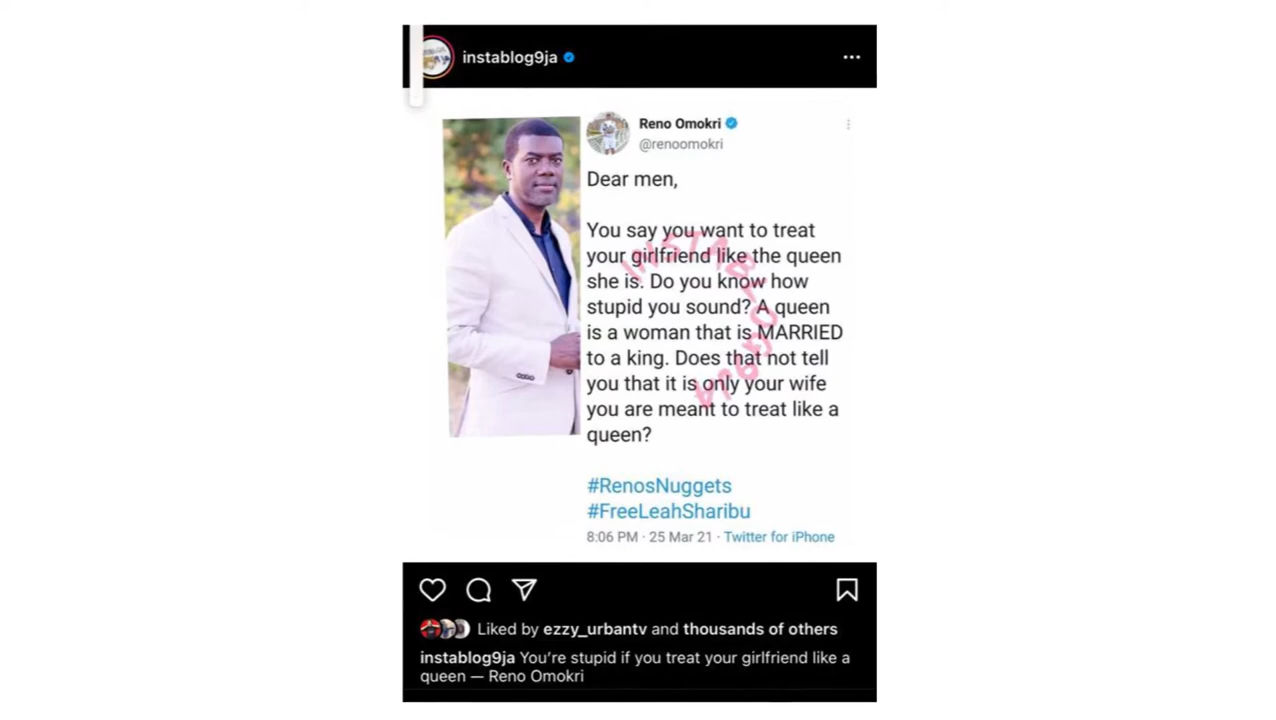 instablog9ja
Reno Omokri
@renoomokri
Dear men,
You say you want to treat
your girlfriend like the queen
she is. Do you know how
stupid you sound? A queen
is a woman that is MARRIED
to a king. Does that not tell
you that it is only your wife
you are meant to treat like a
queen?
INSTABLOG9JA
#RenosNuggets
#FreeLeahSharibu
8:06 PM · 25 Mar 21 · Twitter for iPhone
Liked by ezzy_urbantv and thousands of others
instablog9ja You’re stupid if you treat your girlfriend like a
queen — Reno Omokri